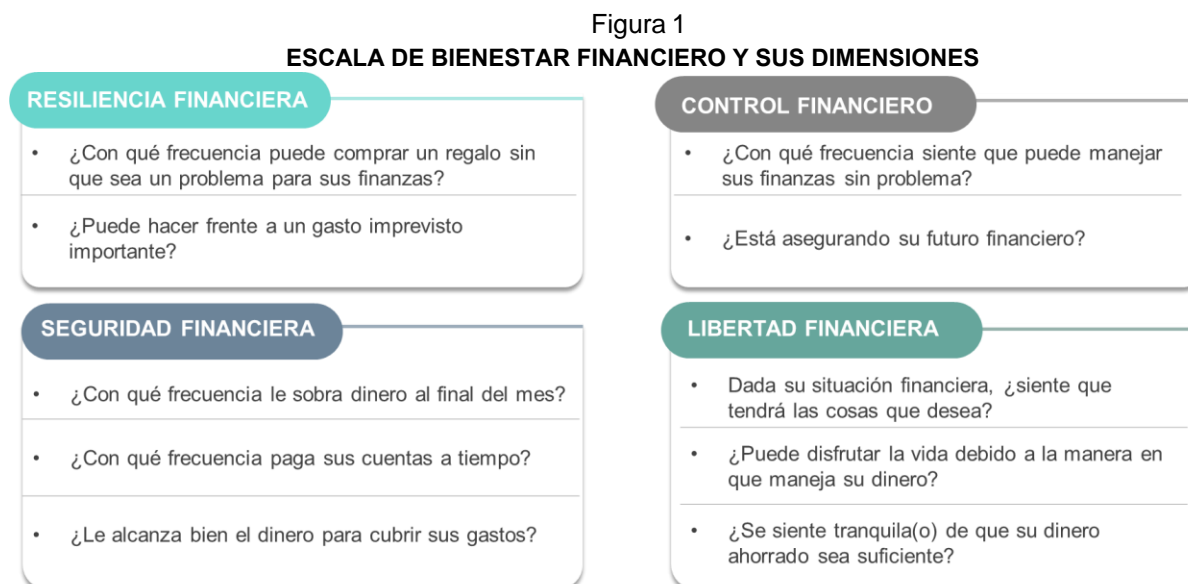 Figura 1
ESCALA DE BIENESTAR FINANCIERO Y SUS DIMENSIONES
RESILIENCIA FINANCIERA
• ¿Con qué frecuencia puede comprar un regalo sin
que sea un problema para sus finanzas?
• ¿Puede hacer frente a un gasto imprevisto
importante?
CONTROL FINANCIERO
• ¿Con qué frecuencia siente que puede manejar
sus finanzas sin problema?
• ¿Está asegurando su futuro financiero?
SEGURIDAD FINANCIERA
• ¿Con qué frecuencia le sobra dinero al final del mes?
• ¿Con qué frecuencia paga sus cuentas a tiempo?
• ¿Le alcanza bien el dinero para cubrir sus gastos?
LIBERTAD FINANCIERA
• Dada su situación financiera, ¿siente que
tendrá las cosas que desea?
• ¿Puede disfrutar la vida debido a la manera en
que maneja su dinero?
• ¿Se siente tranquila(o) de que su dinero
ahorrado sea suficiente?